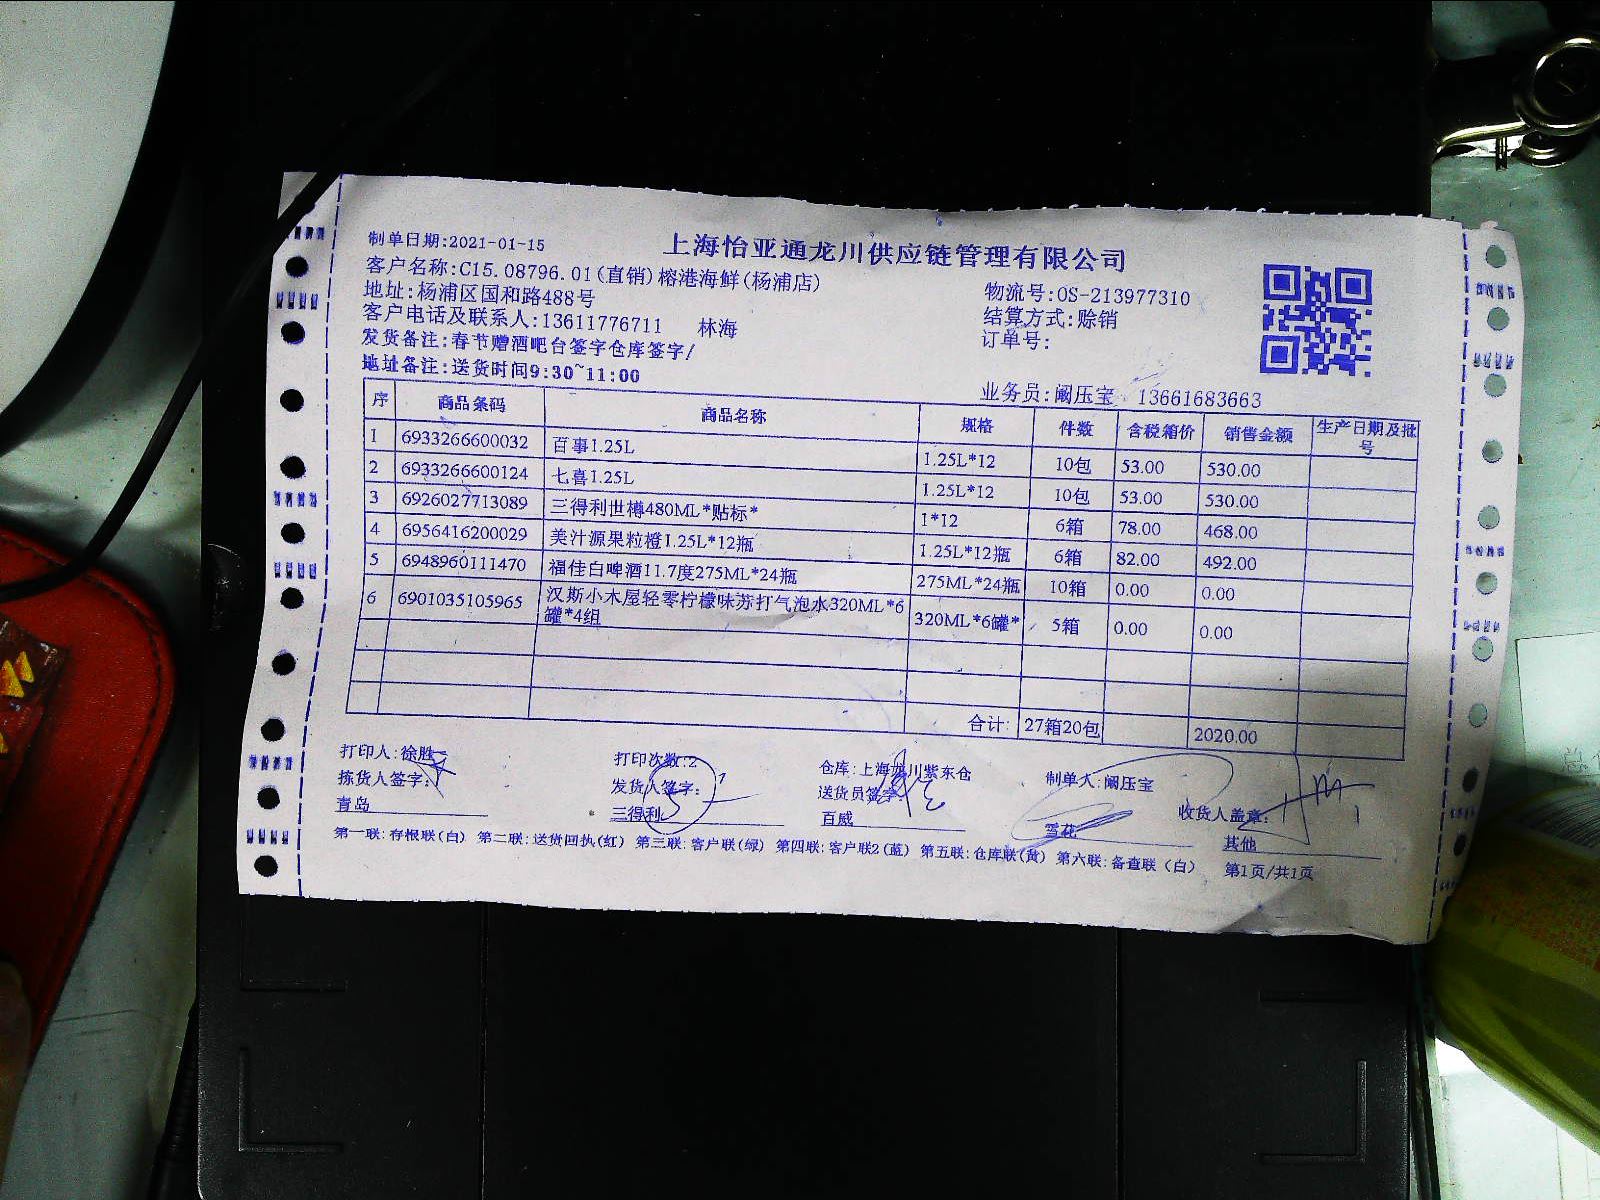 上海怡亚通龙川供应链管理有限公司
制单日期:2021-01-15
客户名称:C15.08796.01(直销)榕港海鲜(杨浦店)
地址:杨浦区国和路488号
物流号:OS-213977310
客户电话及联系人:13611776711 林海
结算方式:赊销
发货备注:春节赠酒吧台签字仓库签字/
订单号:
地址备注:送货时间9:30~11:00
业务员:阚压宝 13661683663
序 商品条码 商品名称 规格 件数 含税箱价 销售金额 生产日期及批号
1 6933266600032 百事1.25L 1.25L*12 10包 53.00 530.00
2 6933266600124 七喜1.25L 1.25L*12 10包 53.00 530.00
3 6926027713089 三得利世樽480ML*贴标* 1*12 6箱 78.00 468.00
4 6956416200029 美汁源果粒橙1.25L*12瓶 1.25L*12瓶 6箱 82.00 492.00
5 6948960111470 福佳白啤酒11.7度275ML*24瓶 275ML*24瓶 10箱 0.00 0.00
6 6901035105965 汉斯小木屋轻零柠檬味苏打气泡水320ML*6罐*4组 320ML*6罐* 5箱 0.00 0.00
合计: 27箱20包 2020.00
打印人:徐胜 打印次数:2 仓库:上海龙川紫东仓 制单人:阚压宝
拣货人签字: 发货人签字: 送货员签字: 收货人盖章:
青岛 三得利 百威 雪花 其他
第一联:存根联(白) 第二联:送货回执(红) 第三联:客户联(绿) 第四联:客户联2(蓝) 第五联:仓库联(黄) 第六联:备查联(白) 第1页/共1页